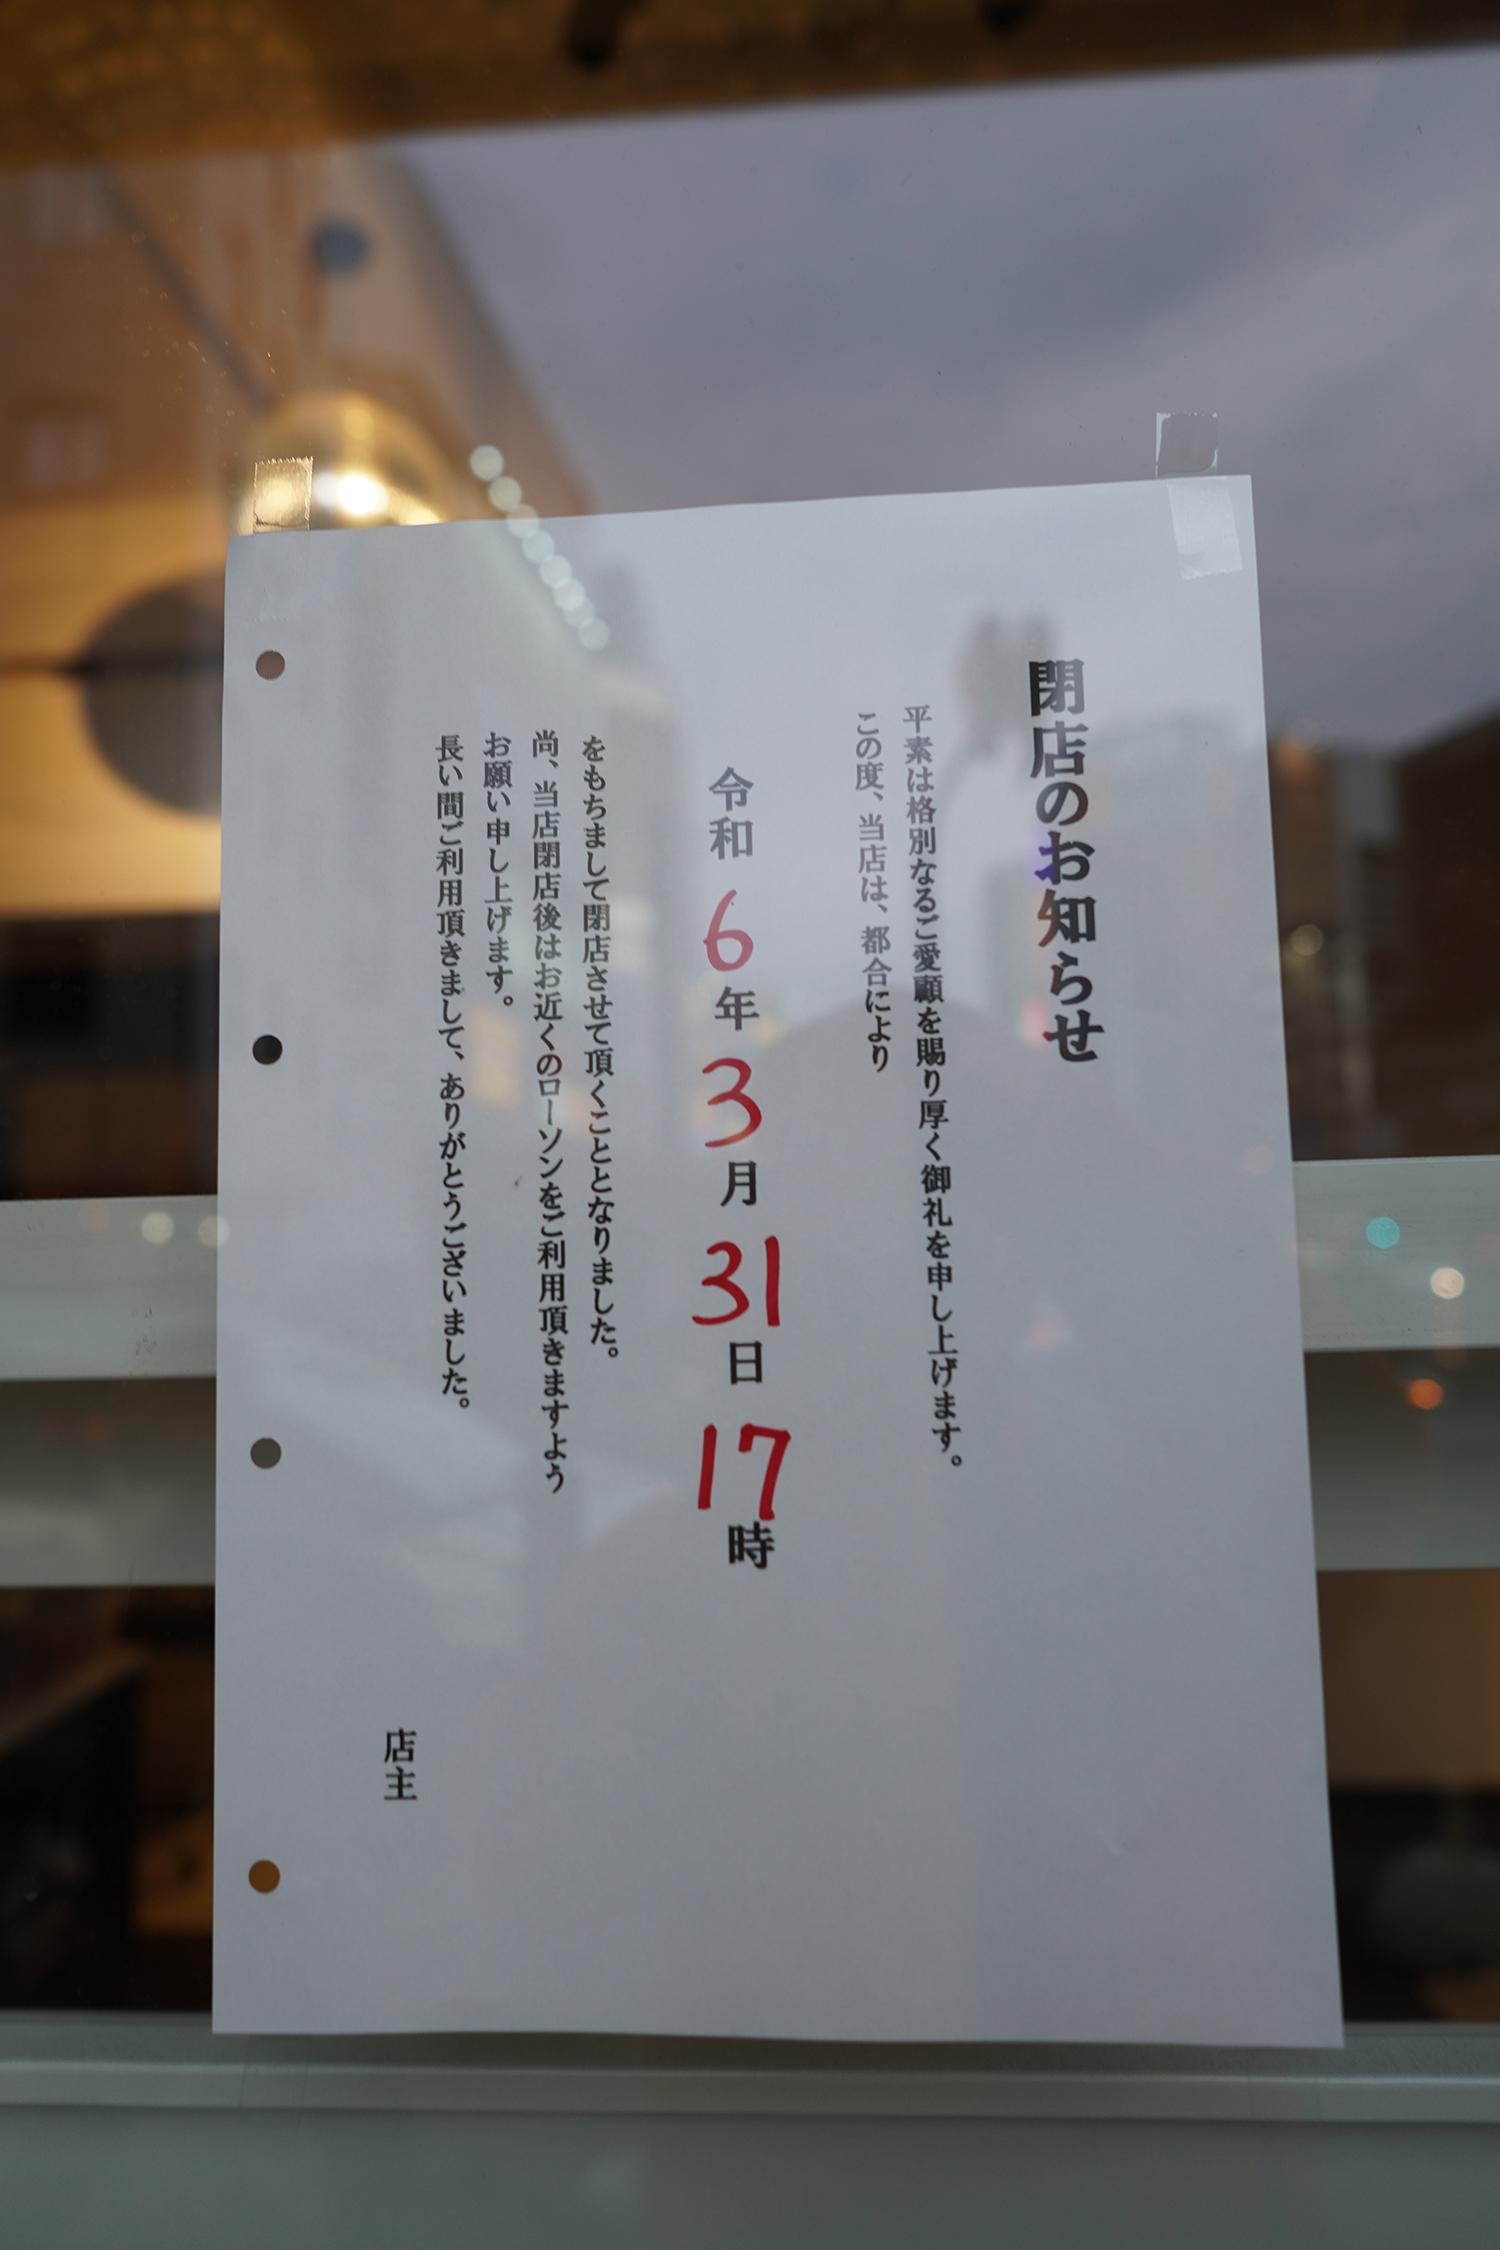 閉店のお知らせ
平素は格別なるご愛顧を賜り厚く御礼を申し上げます。
この度、当店は、都合により
令和6年3月31日17時
をもちまして閉店させて頂くこととなりました。
尚、当店閉店後はお近くのローソンをご利用頂きますよう
お願い申し上げます。
長い間ご利用頂きまして、ありがとうございました。
店主